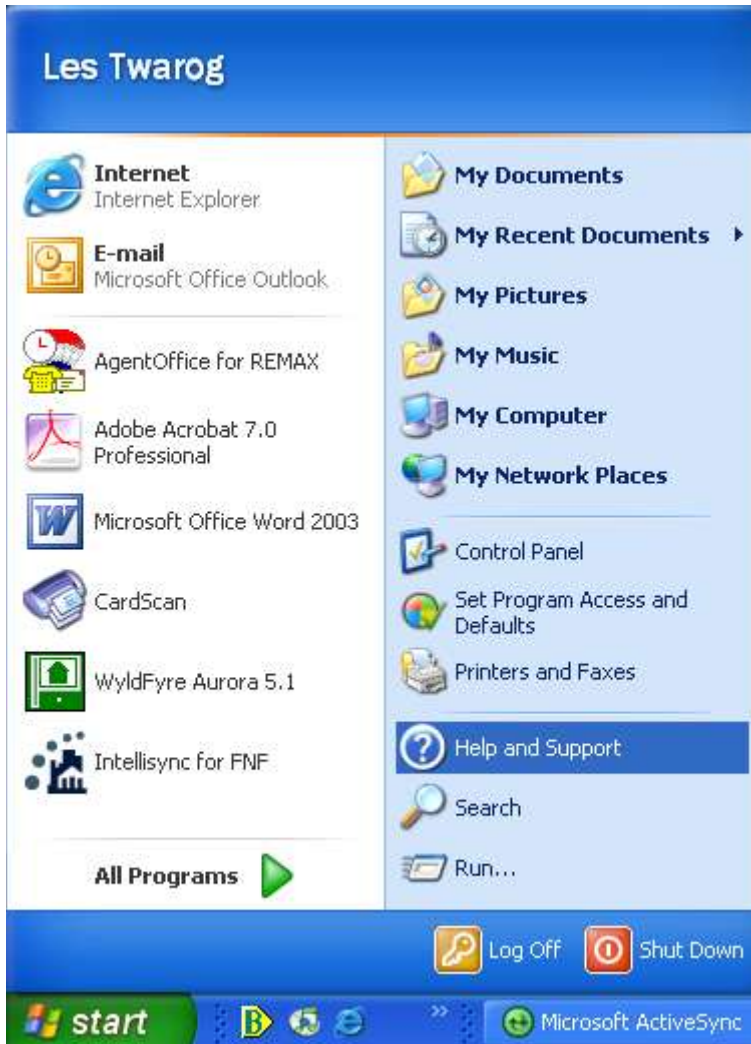 Les Twarog
Internet
Internet Explorer
E-mail
Microsoft Office Outlook
AgentOffice for REMAX
Adobe Acrobat 7.0
Professional
Microsoft Office Word 2003
CardScan
WyldFyre Aurora 5.1
Intellisync for FNF
All Programs
My Documents
My Recent Documents
My Pictures
My Music
My Computer
My Network Places
Control Panel
Set Program Access and
Defaults
Printers and Faxes
Help and Support
Search
Run...
Log Off
Shut Down
start
B
Microsoft ActiveSync